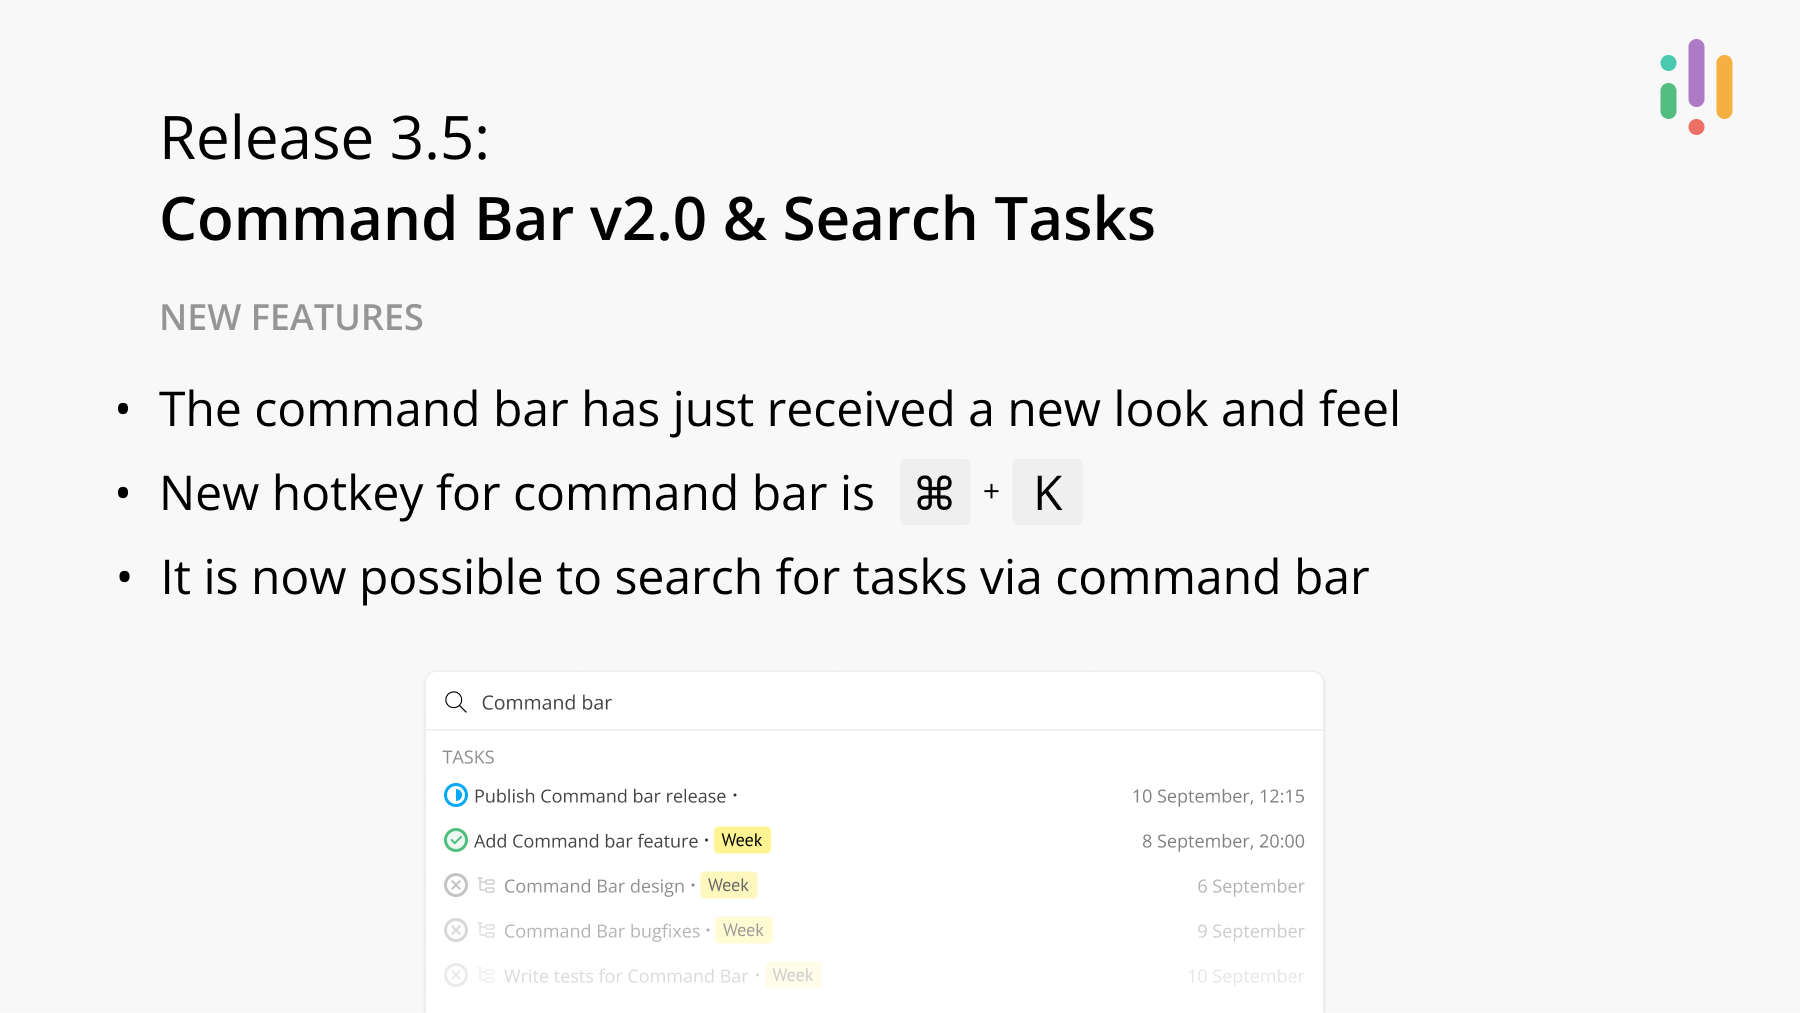 Release 3.5:
Command Bar v2.0 & Search Tasks
NEW FEATURES
• The command bar has just received a new look and feel
• New hotkey for command bar is ⌘ + K
• It is now possible to search for tasks via command bar
Command bar
TASKS
Publish Command bar release · 10 September, 12:15
Add Command bar feature · Week 8 September, 20:00
Command Bar design · Week 6 September
Command Bar bugfixes · Week 9 September
Write tests for Command Bar · Week 10 September